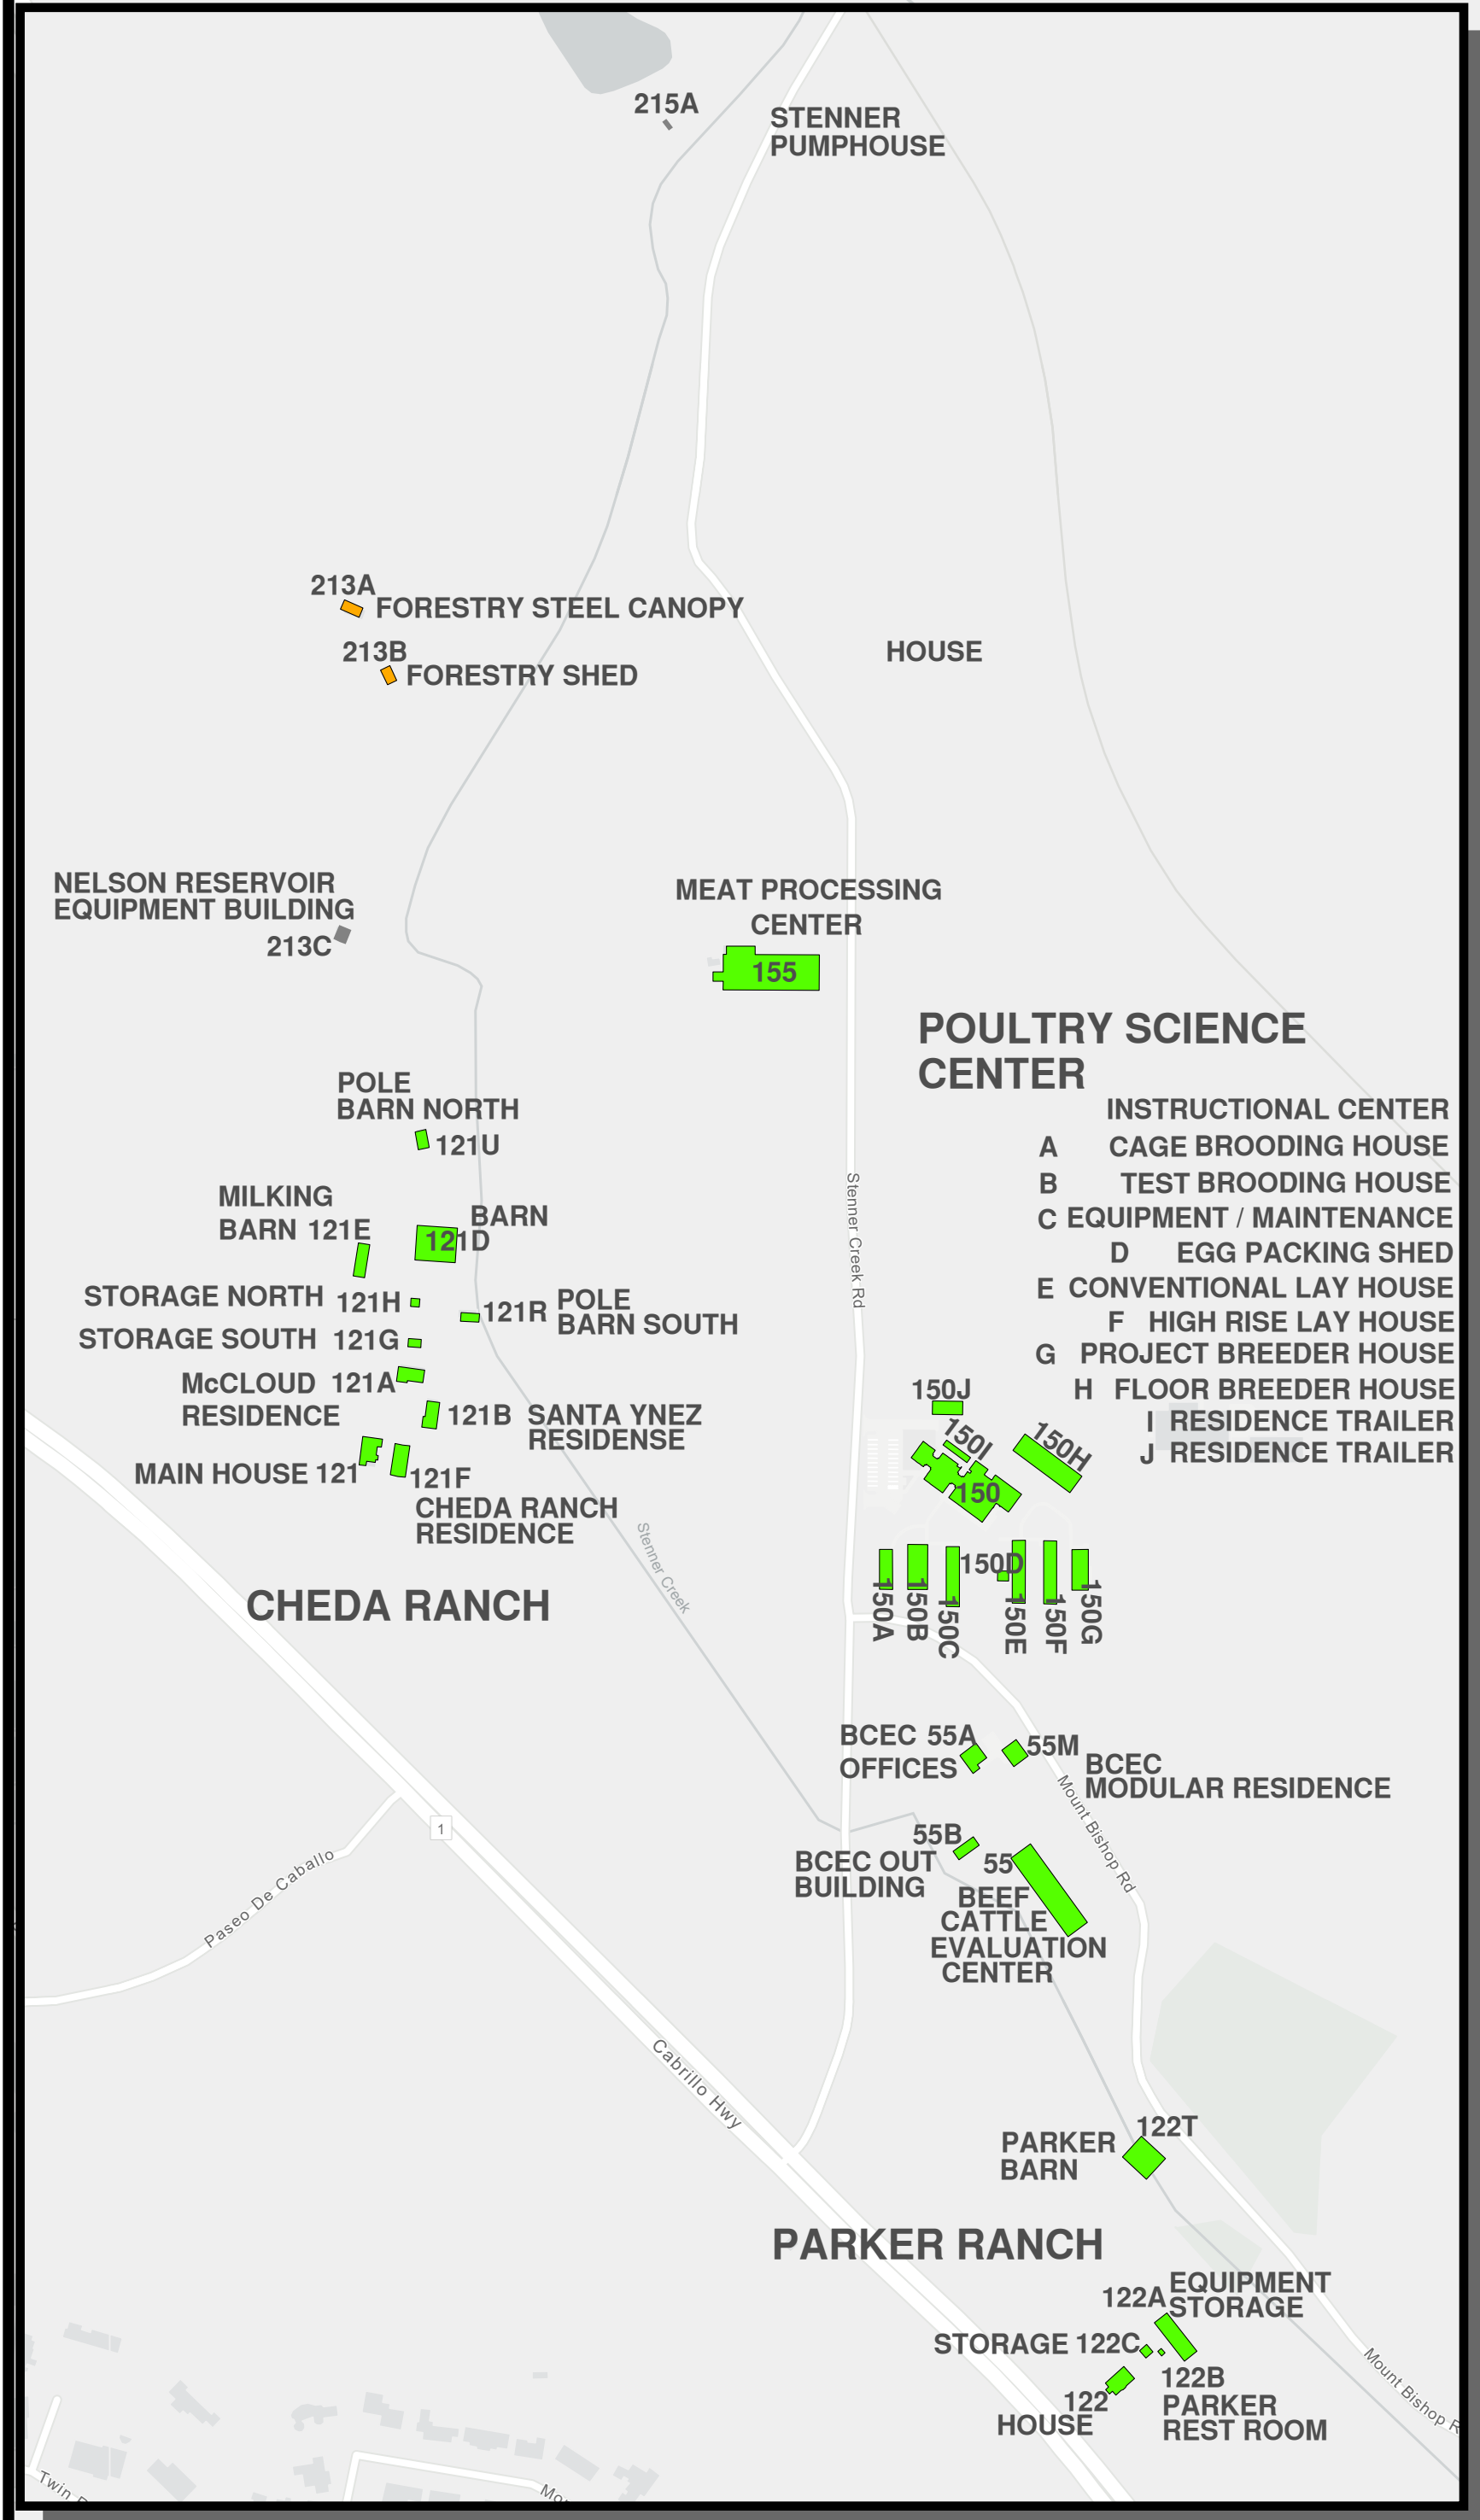 215A
STENNER
PUMPHOUSE
213A
FORESTRY STEEL CANOPY
213B
FORESTRY SHED
HOUSE
NELSON RESERVOIR
EQUIPMENT BUILDING
213C
MEAT PROCESSING
CENTER
155
POULTRY SCIENCE
CENTER
INSTRUCTIONAL CENTER
A CAGE BROODING HOUSE
B TEST BROODING HOUSE
C EQUIPMENT / MAINTENANCE
D EGG PACKING SHED
E CONVENTIONAL LAY HOUSE
F HIGH RISE LAY HOUSE
G PROJECT BREEDER HOUSE
H FLOOR BREEDER HOUSE
I RESIDENCE TRAILER
J RESIDENCE TRAILER
POLE
BARN NORTH
121U
MILKING
BARN 121E
BARN
121D
STORAGE NORTH 121H
121R POLE
BARN SOUTH
STORAGE SOUTH 121G
McCLOUD 121A
RESIDENCE
121B SANTA YNEZ
RESIDENSE
MAIN HOUSE 121
121F
CHEDA RANCH
RESIDENCE
CHEDA RANCH
Stenner Creek Rd
Stenner Creek
150J
150I
150H
150
150D
150A
150B
150C
150E
150F
150G
BCEC 55A
OFFICES
55M
BCEC
MODULAR RESIDENCE
Mount Bishop Rd
55B
BCEC OUT
BUILDING
55
BEEF
CATTLE
EVALUATION
CENTER
1
Paseo De Caballo
Cabrillo Hwy
122T
PARKER
BARN
PARKER RANCH
122A EQUIPMENT
STORAGE
STORAGE 122C
122B
PARKER
REST ROOM
122
HOUSE
Mount Bishop R
Twin
Mo